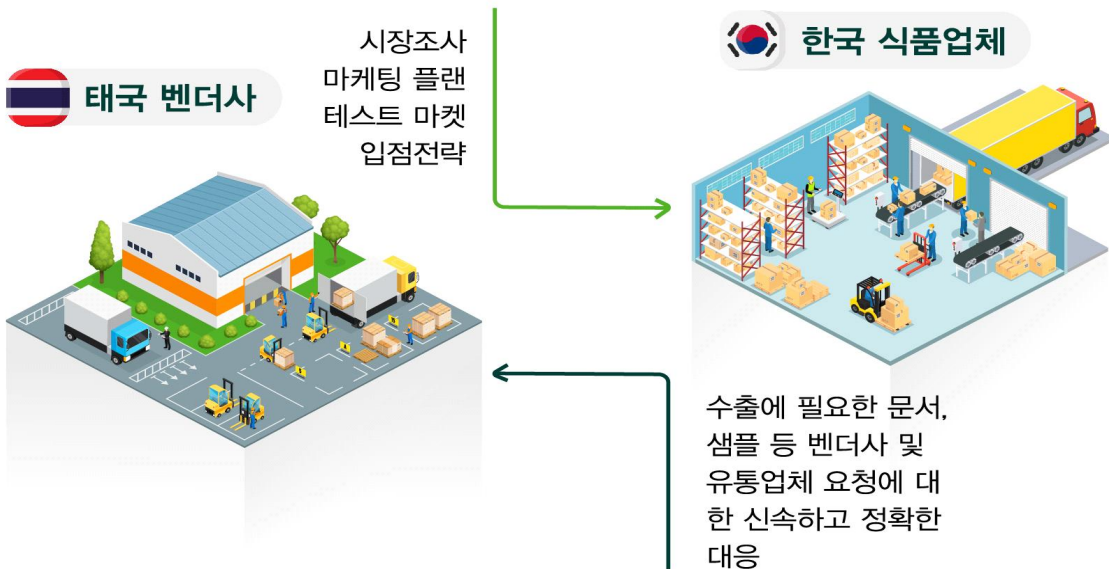 태국 벤더사
시장조사
마케팅 플랜
테스트 마켓
입점전략
한국 식품업체
수출에 필요한 문서,
샘플 등 벤더사 및
유통업체 요청에 대
한 신속하고 정확한
대응